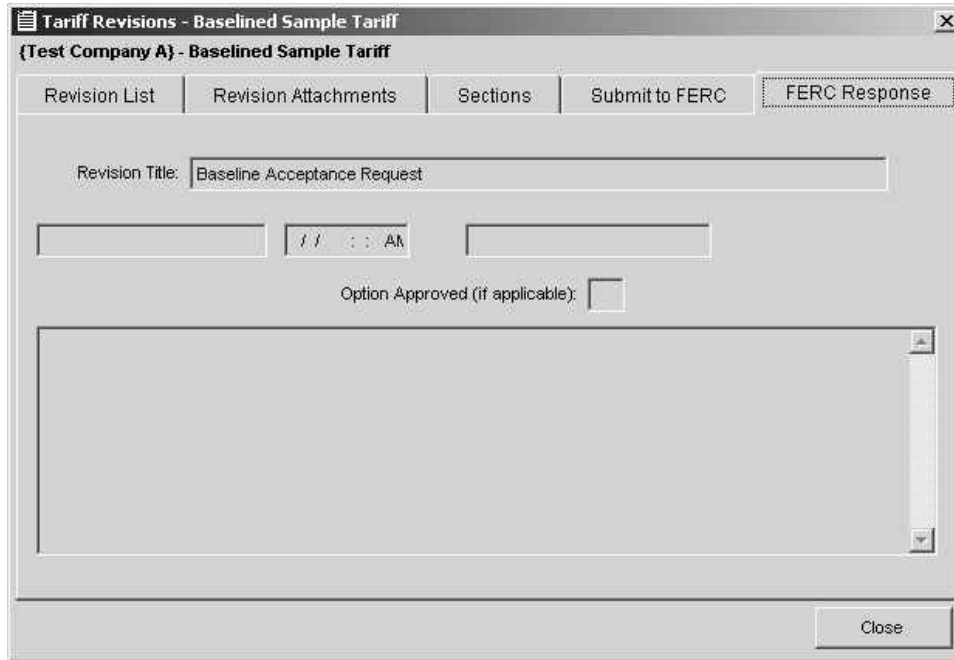 Tariff Revisions - Baselined Sample Tariff
{Test Company A} - Baselined Sample Tariff
Revision List Revision Attachments Sections Submit to FERC FERC Response
Revision Title: Baseline Acceptance Request
/ / : : AM
Option Approved (if applicable):
Close